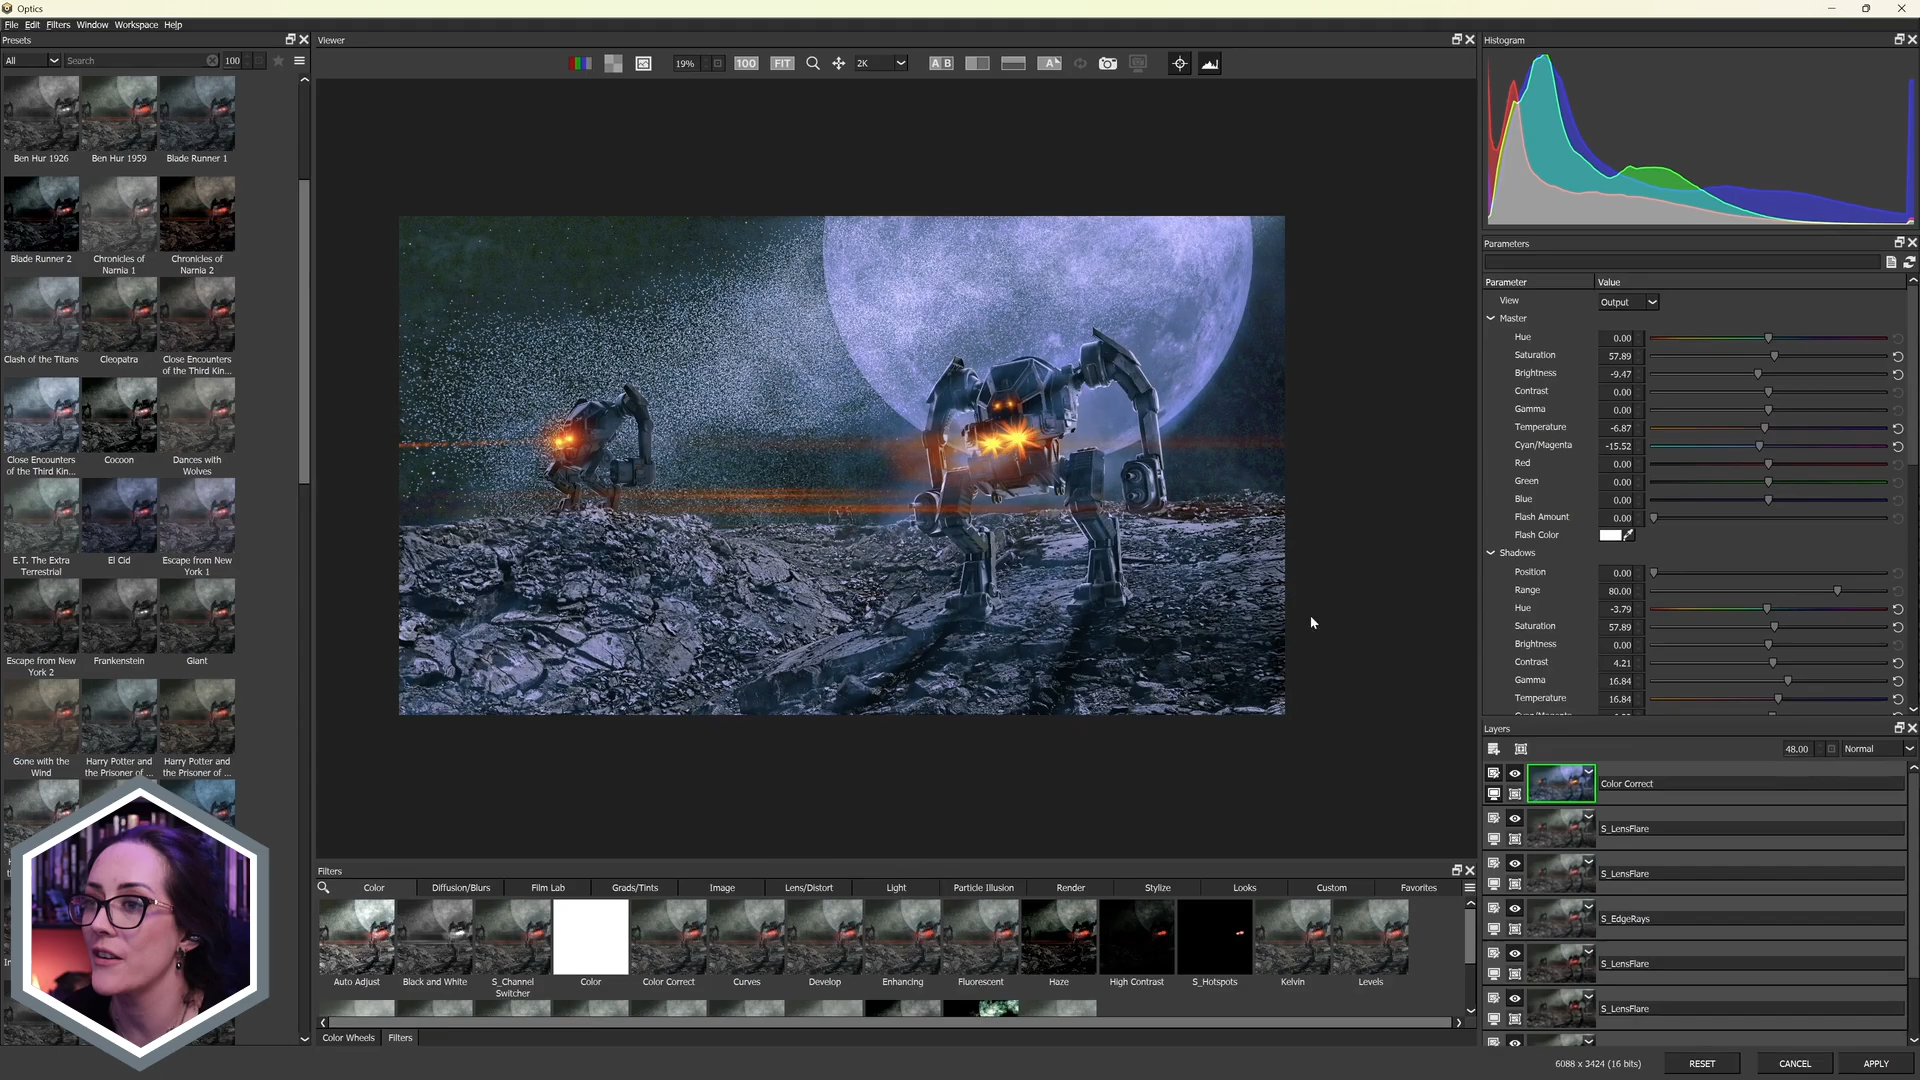 Optics
File Edit Filters Window Workspace Help
Presets
All Search 100
Ben Hur 1926 Ben Hur 1959 Blade Runner 1
Blade Runner 2 Chronicles of Narnia 1 Chronicles of Narnia 2
Clash of the Titans Cleopatra Close Encounters of the Third Kin...
Close Encounters of the Third Kin... Cocoon Dances with Wolves
E.T. The Extra Terrestrial El Cid Escape from New York 1
Escape from New York 2 Frankenstein Giant
Gone with the Wind Harry Potter and the Prisoner of ... Harry Potter and the Prisoner of ...
Viewer
19% 100 FIT 2K A B A
Filters
Color Diffusion/Blurs Film Lab Grads/Tints Image Lens/Distort Light Particle Illusion Render Stylize Looks Custom Favorites
Auto Adjust Black and White S_Channel Switcher Color Color Correct Curves Develop Enhancing Fluorescent Haze High Contrast S_Hotspots Kelvin Levels
Color Wheels Filters
Histogram
Parameters
Parameter Value
View Output
Master
Hue 0.00
Saturation 57.89
Brightness -9.47
Contrast 0.00
Gamma 0.00
Temperature -6.87
Cyan/Magenta -15.52
Red 0.00
Green 0.00
Blue 0.00
Flash Amount 0.00
Flash Color
Shadows
Position 0.00
Range 80.00
Hue -3.79
Saturation 57.89
Brightness 0.00
Contrast 4.21
Gamma 16.84
Temperature 16.84
Layers
48.00 Normal
Color Correct
S_LensFlare
S_LensFlare
S_EdgeRays
S_LensFlare
S_LensFlare
6088 x 3424 (16 bits) RESET CANCEL APPLY